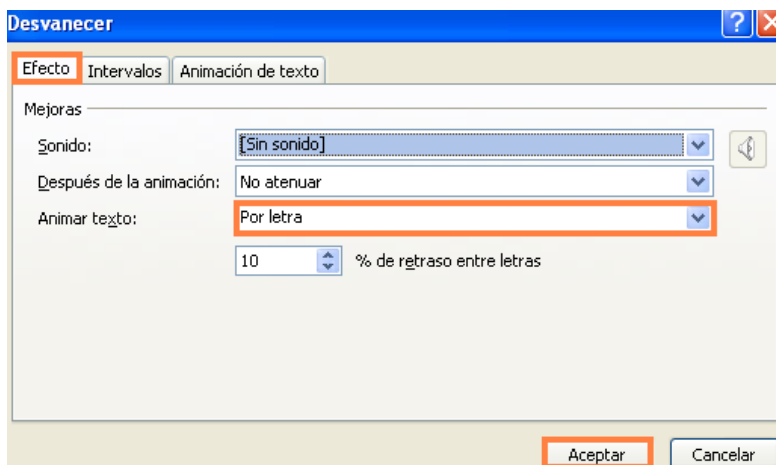 Desvanecer
Efecto Intervalos Animación de texto
Mejoras
Sonido: [Sin sonido]
Después de la animación: No atenuar
Animar texto: Por letra
10 % de retraso entre letras
Aceptar Cancelar